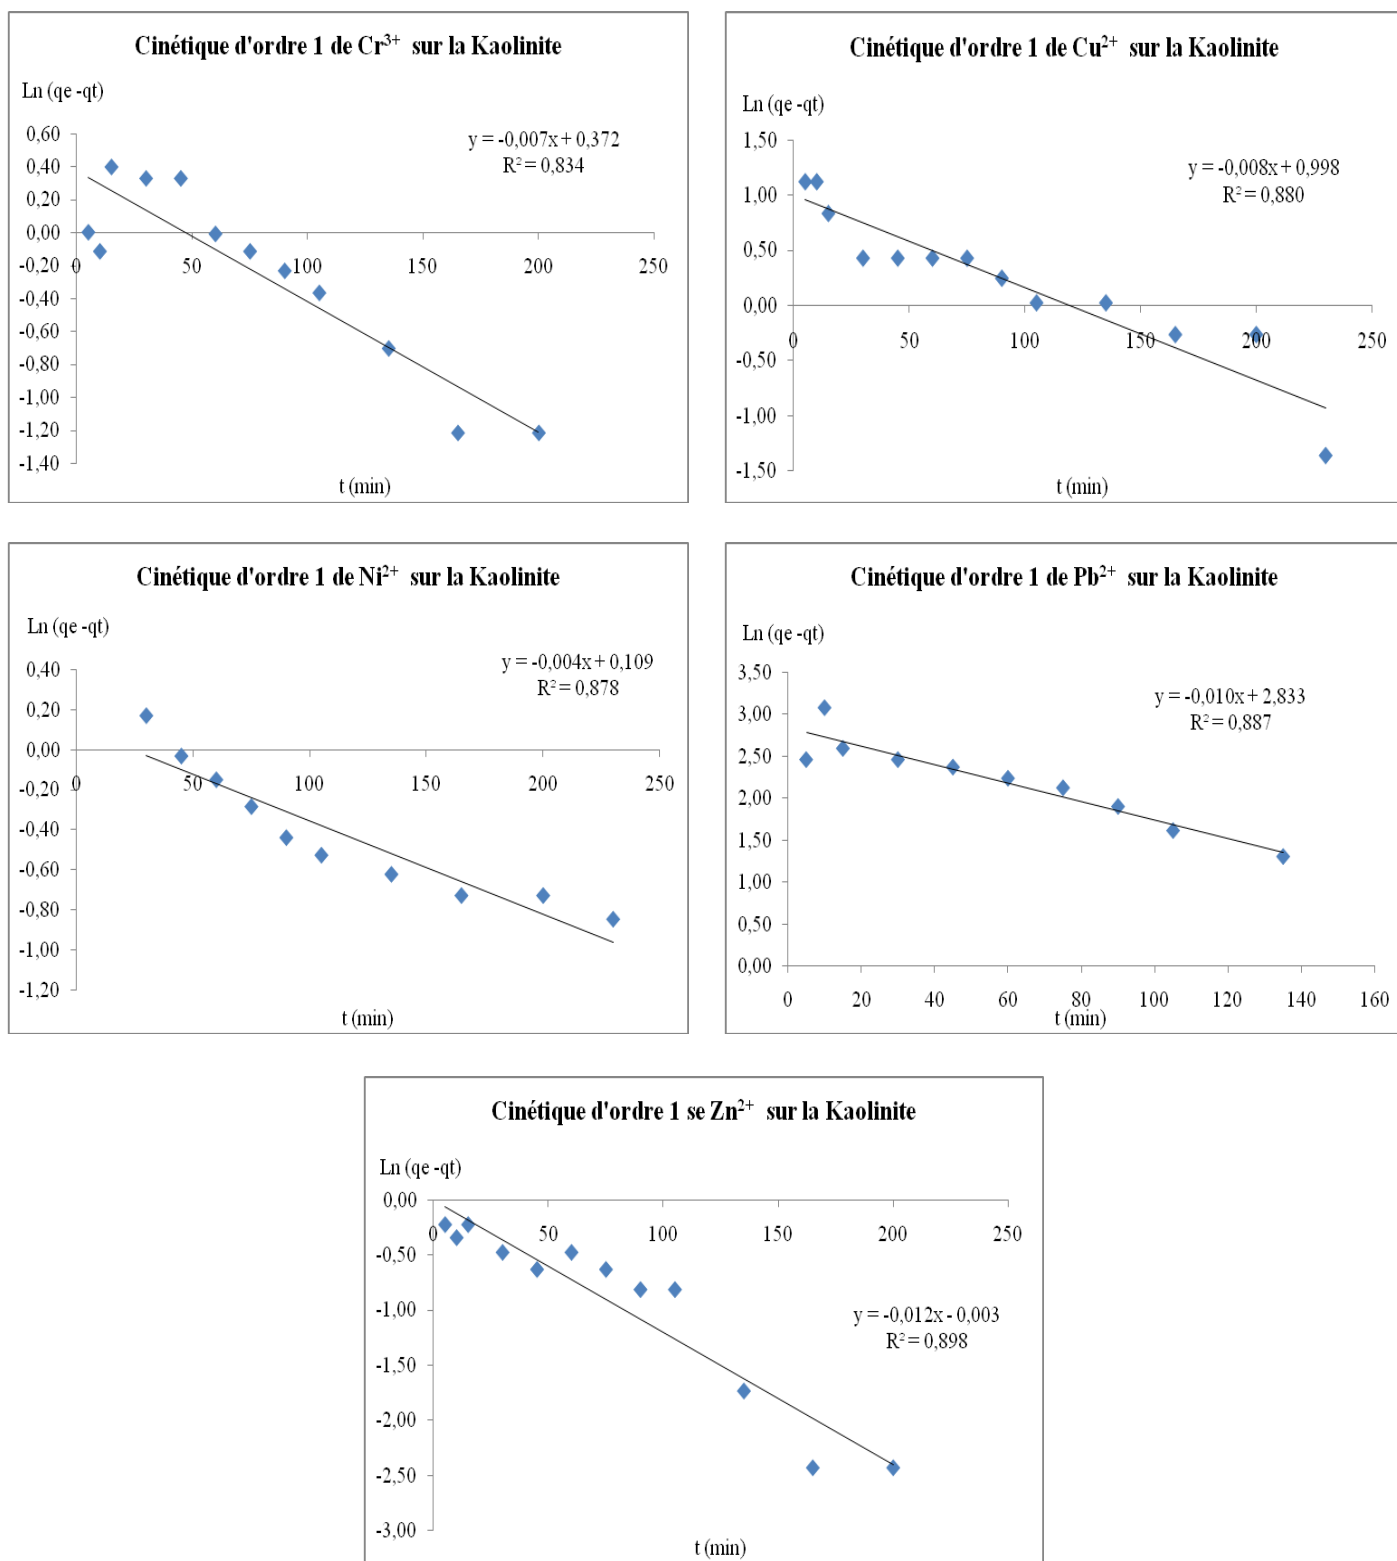 Cinétique d'ordre 1 de Cr³⁺ sur la Kaolinite
Ln (qe -qt)
y = -0,007x + 0,372
R² = 0,834
0,60
0,40
0,20
0,00
-0,20
-0,40
-0,60
-0,80
-1,00
-1,20
-1,40
0 50 100 150 200 250
t (min)
Cinétique d'ordre 1 de Cu²⁺ sur la Kaolinite
Ln (qe -qt)
y = -0,008x + 0,998
R² = 0,880
1,50
1,00
0,50
0,00
-0,50
-1,00
-1,50
0 50 100 150 200 250
t (min)
Cinétique d'ordre 1 de Ni²⁺ sur la Kaolinite
Ln (qe -qt)
y = -0,004x + 0,109
R² = 0,878
0,40
0,20
0,00
-0,20
-0,40
-0,60
-0,80
-1,00
-1,20
0 50 100 150 200 250
t (min)
Cinétique d'ordre 1 de Pb²⁺ sur la Kaolinite
Ln (qe -qt)
y = -0,010x + 2,833
R² = 0,887
3,50
3,00
2,50
2,00
1,50
1,00
0,50
0,00
0 20 40 60 80 100 120 140 160
t (min)
Cinétique d'ordre 1 se Zn²⁺ sur la Kaolinite
Ln (qe -qt)
y = -0,012x - 0,003
R² = 0,898
0,00
-0,50
-1,00
-1,50
-2,00
-2,50
-3,00
0 50 100 150 200 250
t (min)